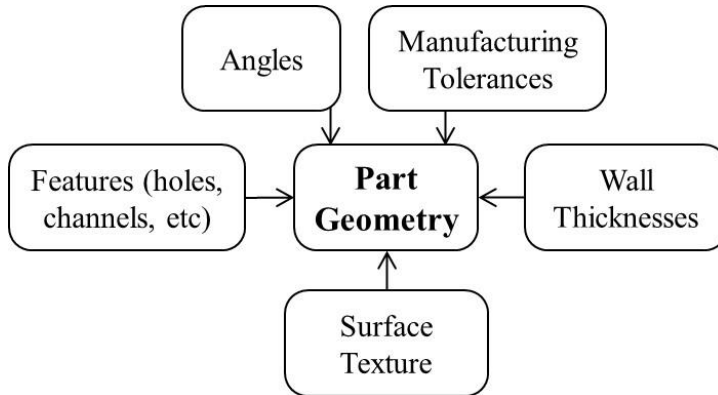 Angles
Manufacturing
Tolerances
Features (holes,
channels, etc)
Part
Geometry
Wall
Thicknesses
Surface
Texture